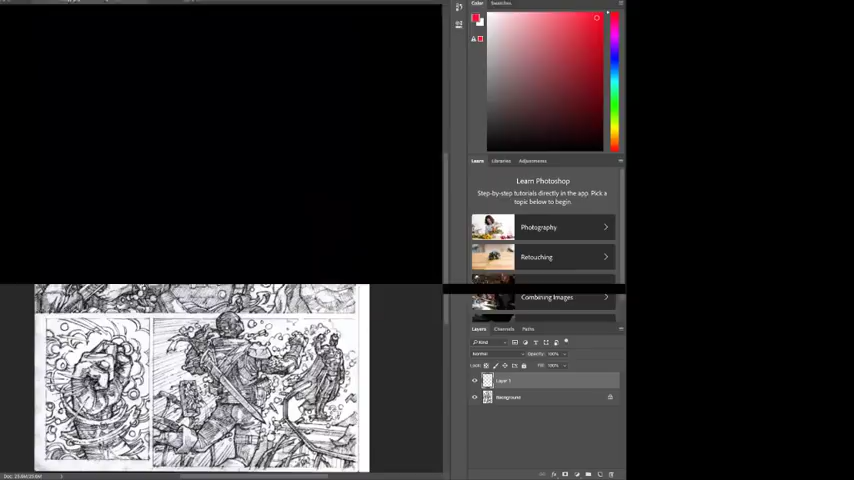 Color Swatches
Learn Libraries Adjustments
Learn Photoshop
Step-by-step tutorials directly in the app. Pick a
topic below to begin.
Photography
Retouching
Combining Images
Layers Channels Paths
Kind
Normal Opacity: 100%
Lock: Fill: 100%
Layer 1
Background